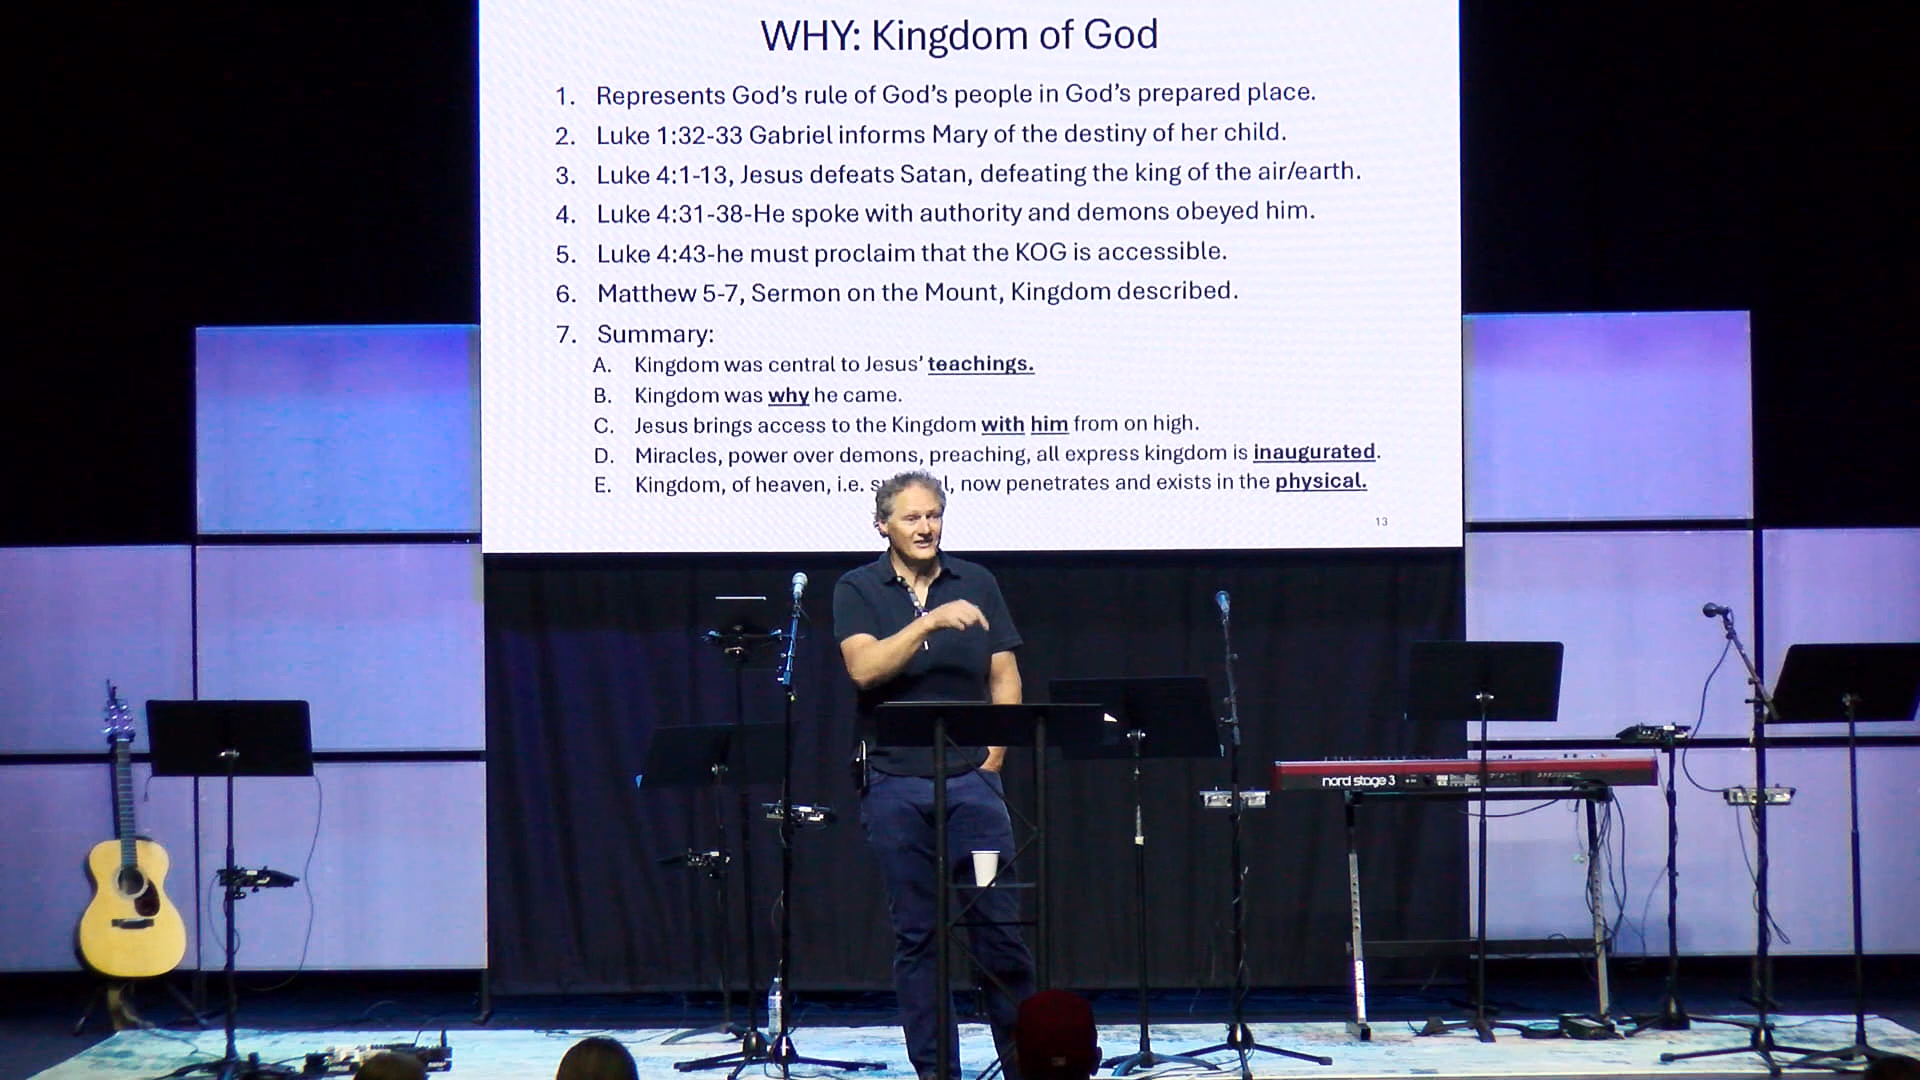 WHY: Kingdom of God
1. Represents God's rule of God's people in God's prepared place.
2. Luke 1:32-33 Gabriel informs Mary of the destiny of her child.
3. Luke 4:1-13, Jesus defeats Satan, defeating the king of the air/earth.
4. Luke 4:31-38-He spoke with authority and demons obeyed him.
5. Luke 4:43-he must proclaim that the KOG is accessible.
6. Matthew 5-7, Sermon on the Mount, Kingdom described.
7. Summary:
A. Kingdom was central to Jesus' teachings.
B. Kingdom was why he came.
C. Jesus brings access to the Kingdom with him from on high.
D. Miracles, power over demons, preaching, all express kingdom is inaugurated.
E. Kingdom, of heaven, i.e. now penetrates and exists in the physical.
13
nord stage 3